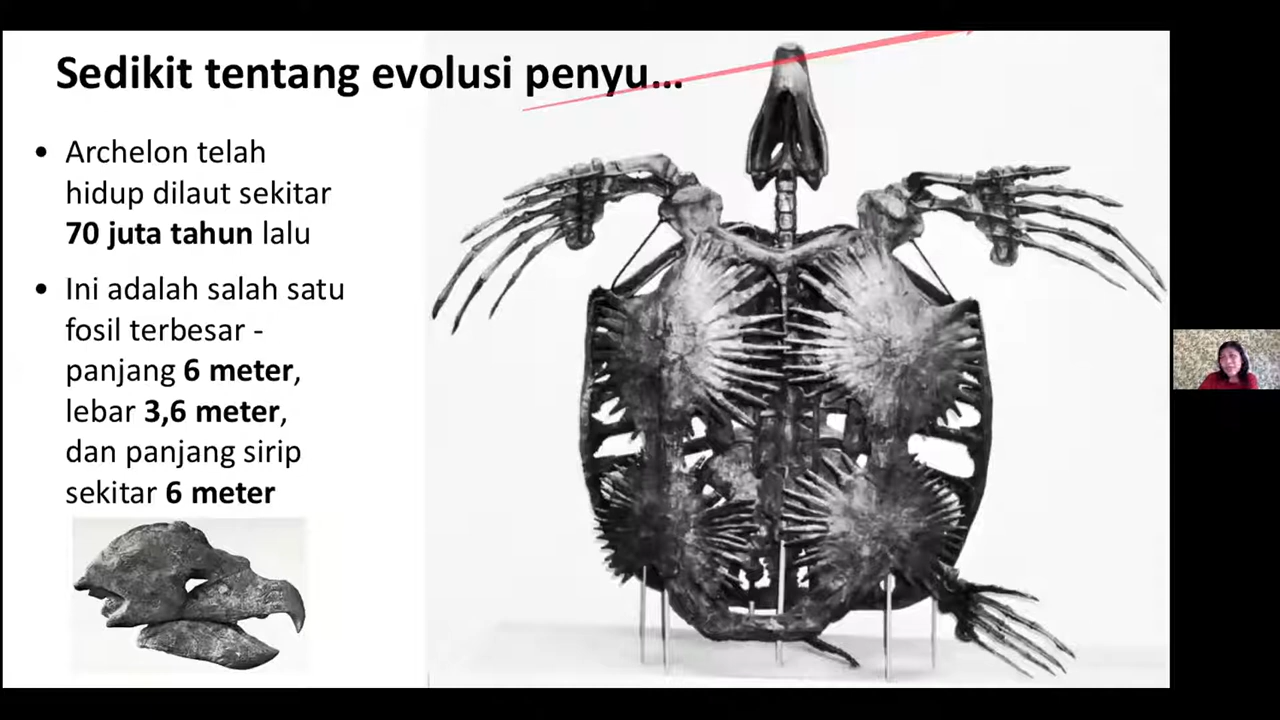 Sedikit tentang evolusi penyu...
• Archelon telah
hidup dilaut sekitar
70 juta tahun lalu
• Ini adalah salah satu
fosil terbesar -
panjang 6 meter,
lebar 3,6 meter,
dan panjang sirip
sekitar 6 meter